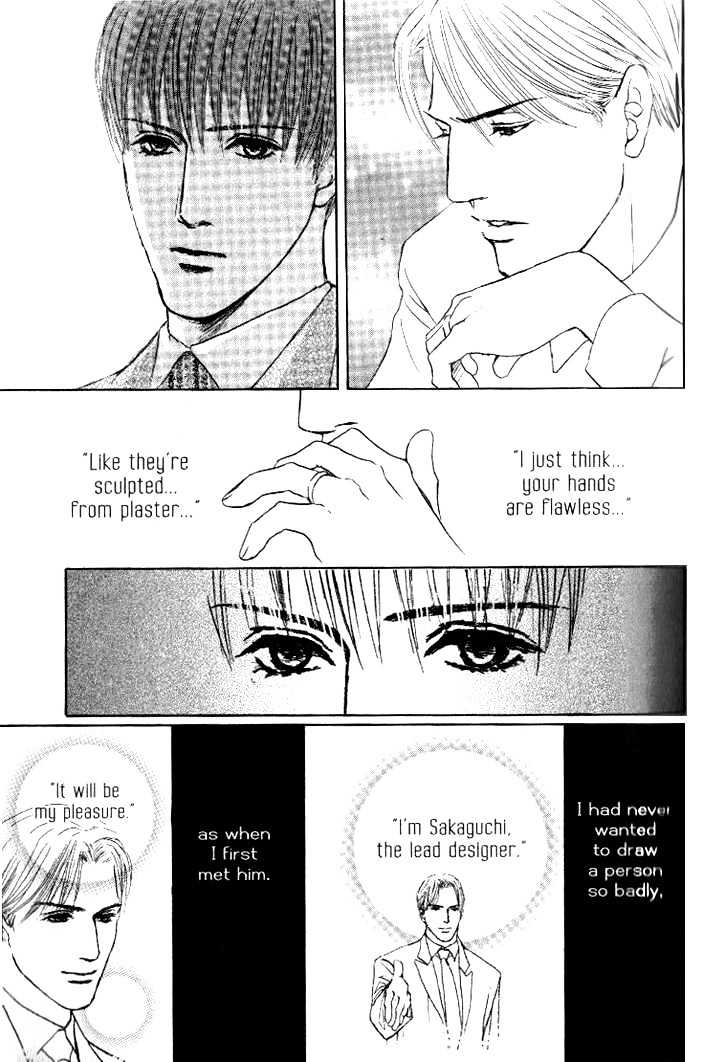 "I just think...
your hands
are flawless..."
"Like they're
sculpted...
from plaster..."
I had never
wanted
to draw
a person
so badly,
"I'm Sakaguchi,
the lead designer."
as when
I first
met him.
"It will be
my pleasure."